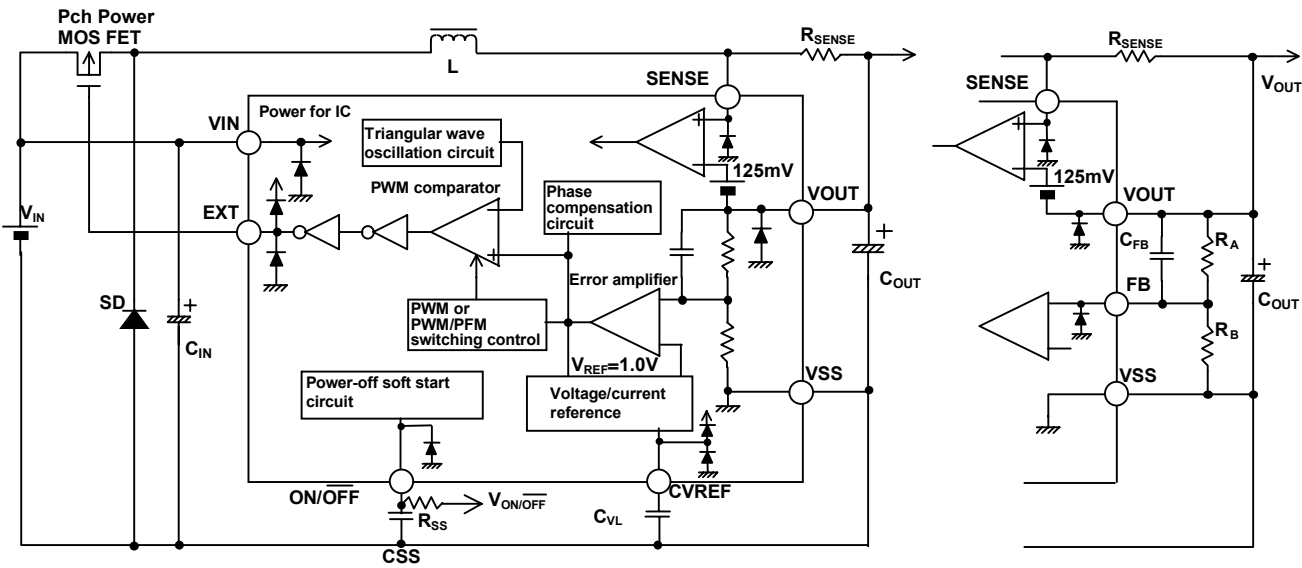 Pch Power
MOS FET
L
RSENSE
SENSE
VIN
Power for IC
Triangular wave
oscillation circuit
PWM comparator
125mV
VOUT
Phase
compensation
circuit
EXT
VIN
+
COUT
Error amplifier
SD
+
CIN
PWM or
PWM/PFM
switching control
VREF=1.0V
VSS
Power-off soft start
circuit
Voltage/current
reference
ON/OFF
VON/OFF
RSS
CSS
CVL
CVREF
RSENSE
SENSE
VOUT
+
125mV
VOUT
CFB
RA
FB
+
COUT
RB
VSS